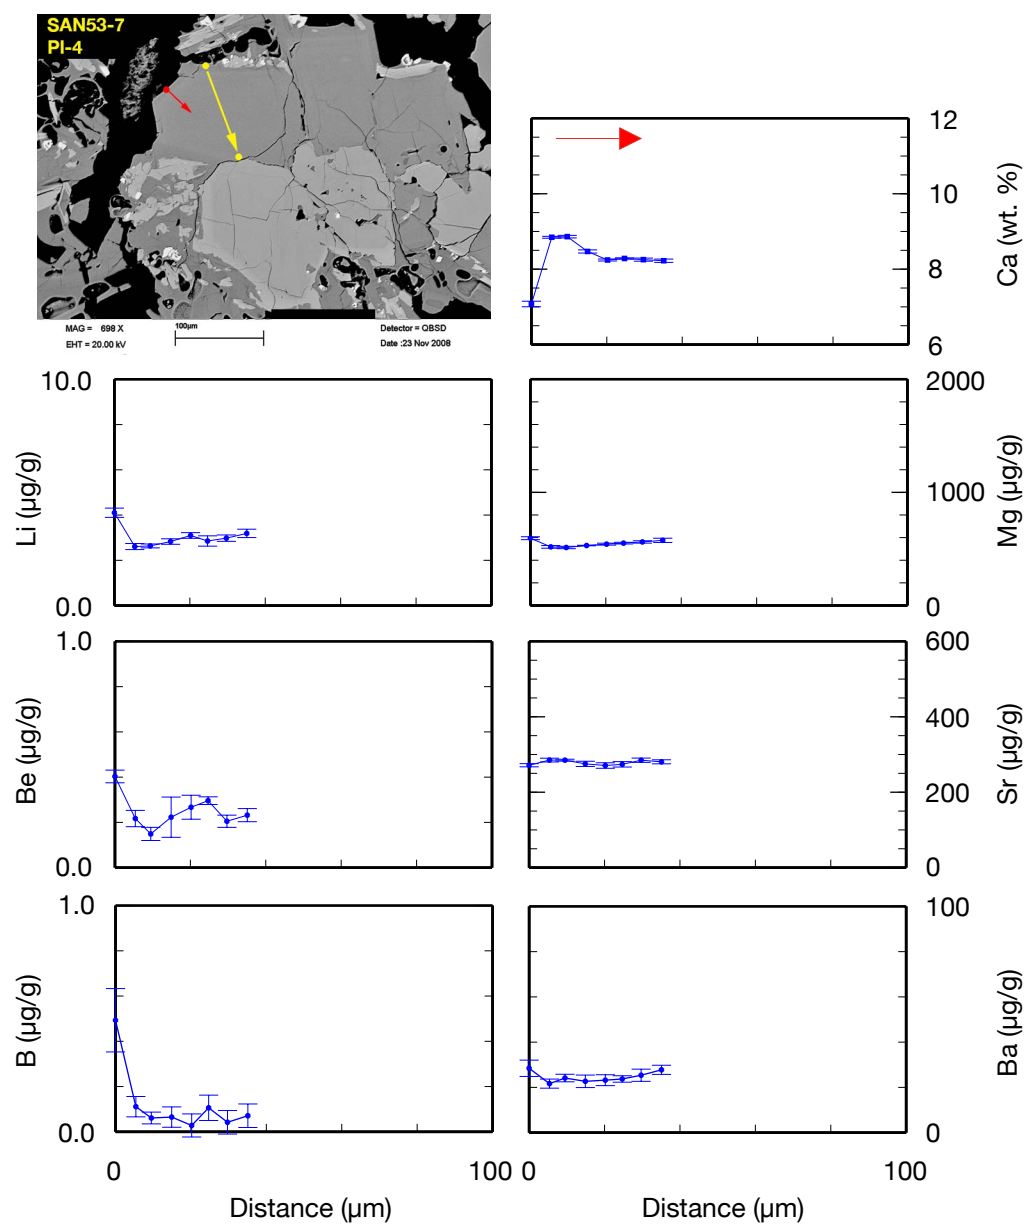 SAN53-7
Pl-4
MAG = 698 X
100µm
Detector = QBSD
EHT = 20.00 kV
Date :23 Nov 2008
12
10
8
6
Ca (wt. %)
10.0
0.0
Li (µg/g)
2000
1000
0
Mg (µg/g)
1.0
0.0
Be (µg/g)
600
400
200
0
Sr (µg/g)
1.0
0.0
B (µg/g)
100
0
Ba (µg/g)
0
100
0
100
Distance (µm)
Distance (µm)